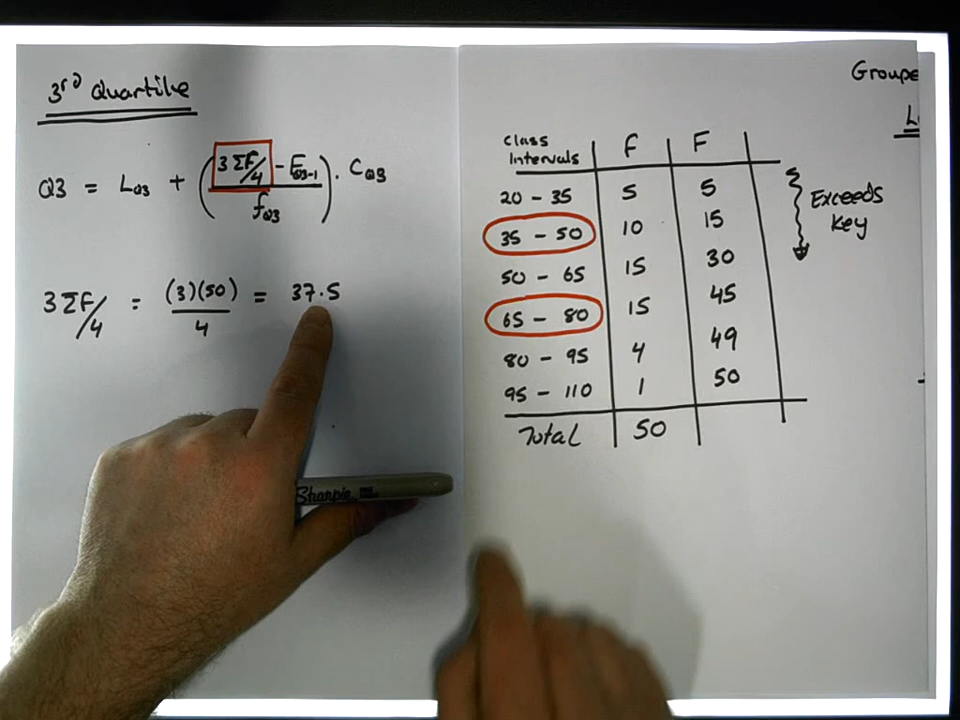 3rd Quartile
Q3 = LQ3 + (3ΣF/4 - FQ3-1 / fQ3) . CQ3
3ΣF/4 = (3)(50)/4 = 37.5
Sharpie
Class Intervals f F
20 - 35 5 5
35 - 50 10 15
50 - 65 15 30
65 - 80 15 45
80 - 95 4 49
95 - 110 1 50
Total 50
Exceeds
Key